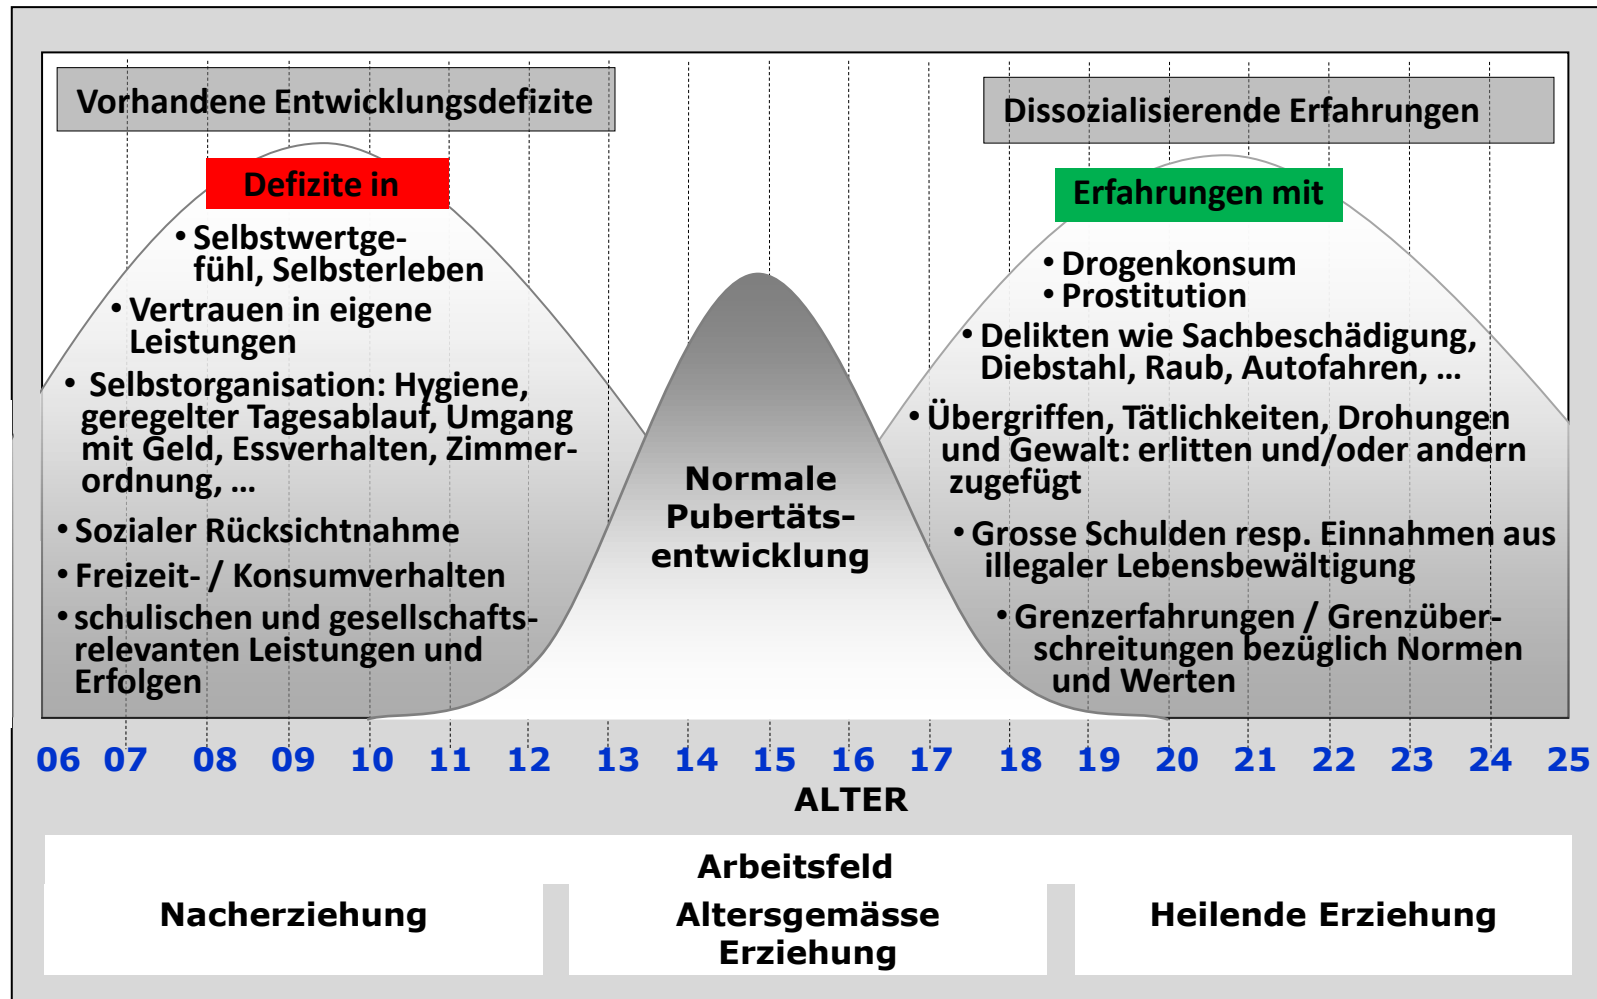 Vorhandene Entwicklungsdefizite
Defizite in
• Selbstwertge-
fühl, Selbsterleben
• Vertrauen in eigene
Leistungen
• Selbstorganisation: Hygiene,
geregelter Tagesablauf, Umgang
mit Geld, Essverhalten, Zimmer-
ordnung, ...
• Sozialer Rücksichtnahme
• Freizeit- / Konsumverhalten
• schulischen und gesellschafts-
relevanten Leistungen und
Erfolgen
Normale
Pubertäts-
entwicklung
Dissozialisierende Erfahrungen
Erfahrungen mit
• Drogenkonsum
• Prostitution
• Delikten wie Sachbeschädigung,
Diebstahl, Raub, Autofahren, ...
• Übergriffen, Tätlichkeiten, Drohungen
und Gewalt: erlitten und/oder andern
zugefügt
• Grosse Schulden resp. Einnahmen aus
illegaler Lebensbewältigung
• Grenzerfahrungen / Grenzüber-
schreitungen bezüglich Normen
und Werten
06 07 08 09 10 11 12 13 14 15 16 17 18 19 20 21 22 23 24 25
ALTER
Arbeitsfeld
Nacherziehung
Altersgemässe
Erziehung
Heilende Erziehung